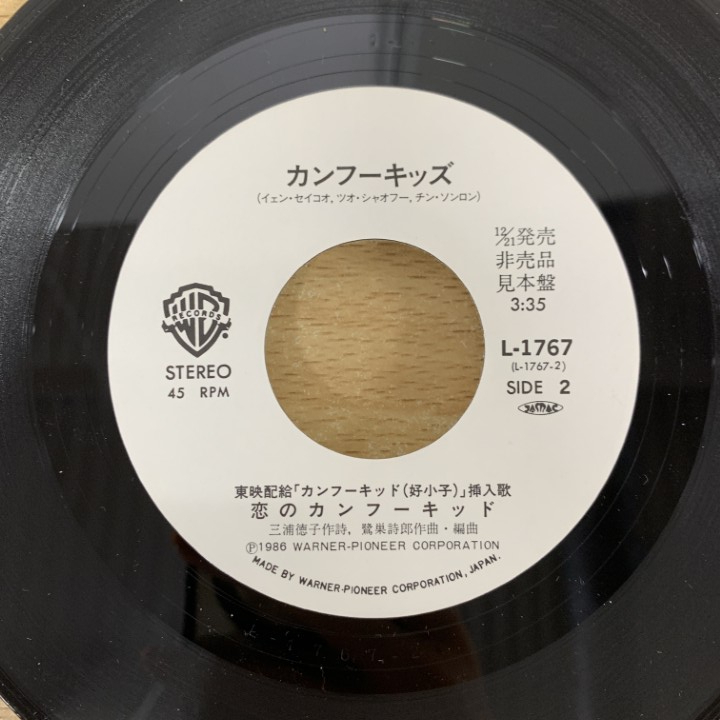 カンフーキッズ
(イェン・セイコオ, ツオ・シャオフー, チン・ソンロン)
12/21発売
非売品
見本盤
3:35
WB
RECORDS
STEREO
45 RPM
L-1767
(L-1767-2)
SIDE 2
JASRAC
東映配給「カンフーキッド(好小子)」挿入歌
恋のカンフーキッド
三浦徳子作詩, 鷺巣詩郎作曲・編曲
Ⓟ1986 WARNER-PIONEER CORPORATION
MADE BY WARNER-PIONEER CORPORATION, JAPAN.